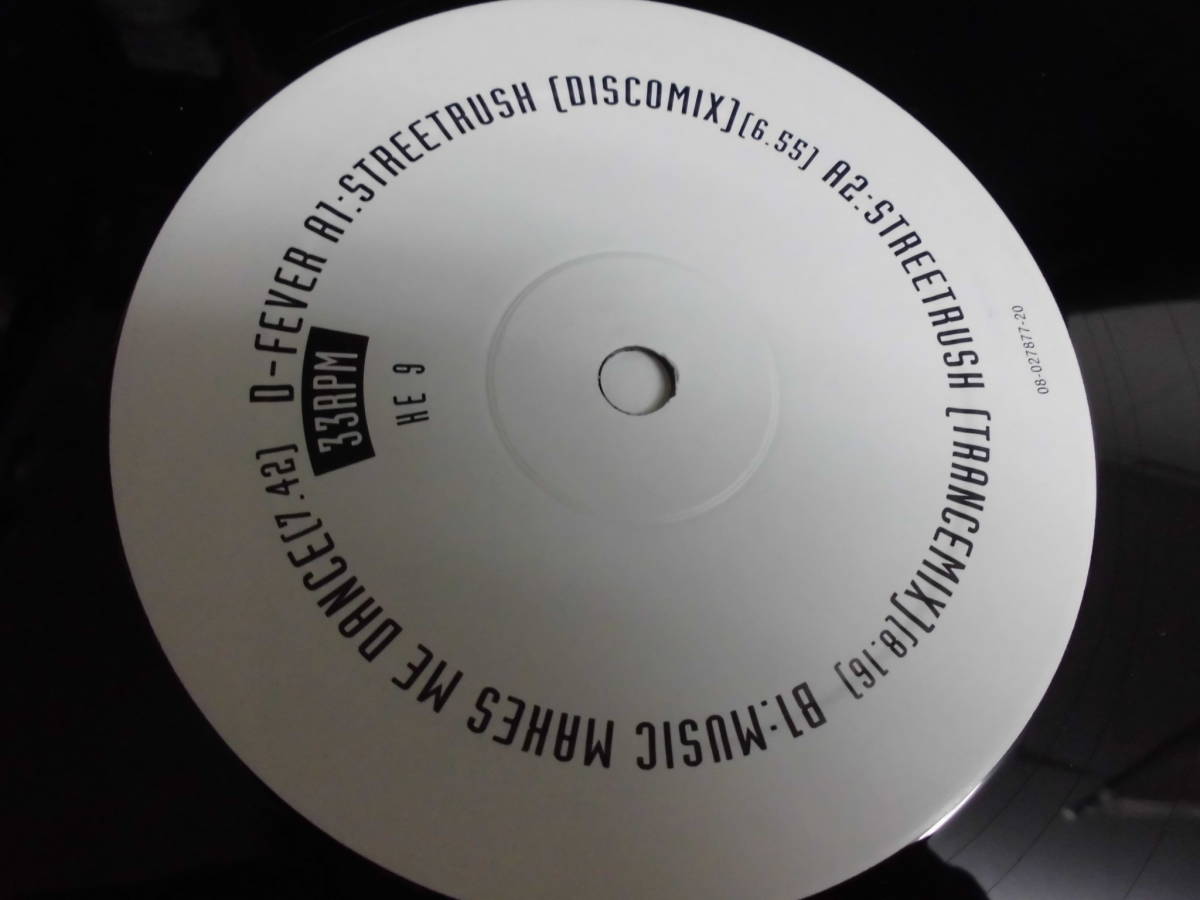 D-FEVER A1:STREETRUSH [DISCOMIX][6.55] A2:STREETRUSH [TRANCEMIX][8.16] B1:MUSIC MAKES ME DANCE[7.42]
33RPM
HE 9
08-027877-20